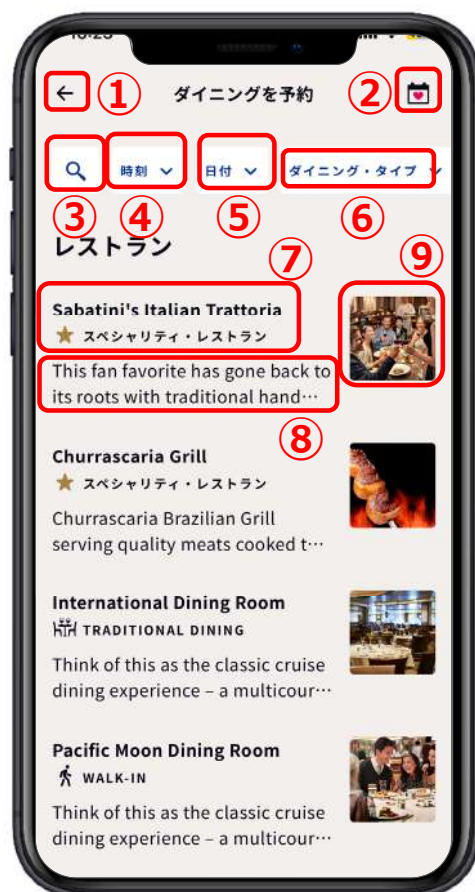 ① ダイニングを予約 ②
時刻 日付 ダイニング・タイプ
③ ④ ⑤ ⑥
レストラン
⑦ ⑨
Sabatini's Italian Trattoria
スペシャリティ・レストラン
This fan favorite has gone back to
its roots with traditional hand…
⑧
Churrascaria Grill
スペシャリティ・レストラン
Churrascaria Brazilian Grill
serving quality meats cooked t…
International Dining Room
TRADITIONAL DINING
Think of this as the classic cruise
dining experience – a multicour…
Pacific Moon Dining Room
WALK-IN
Think of this as the classic cruise
dining experience – a multicour…